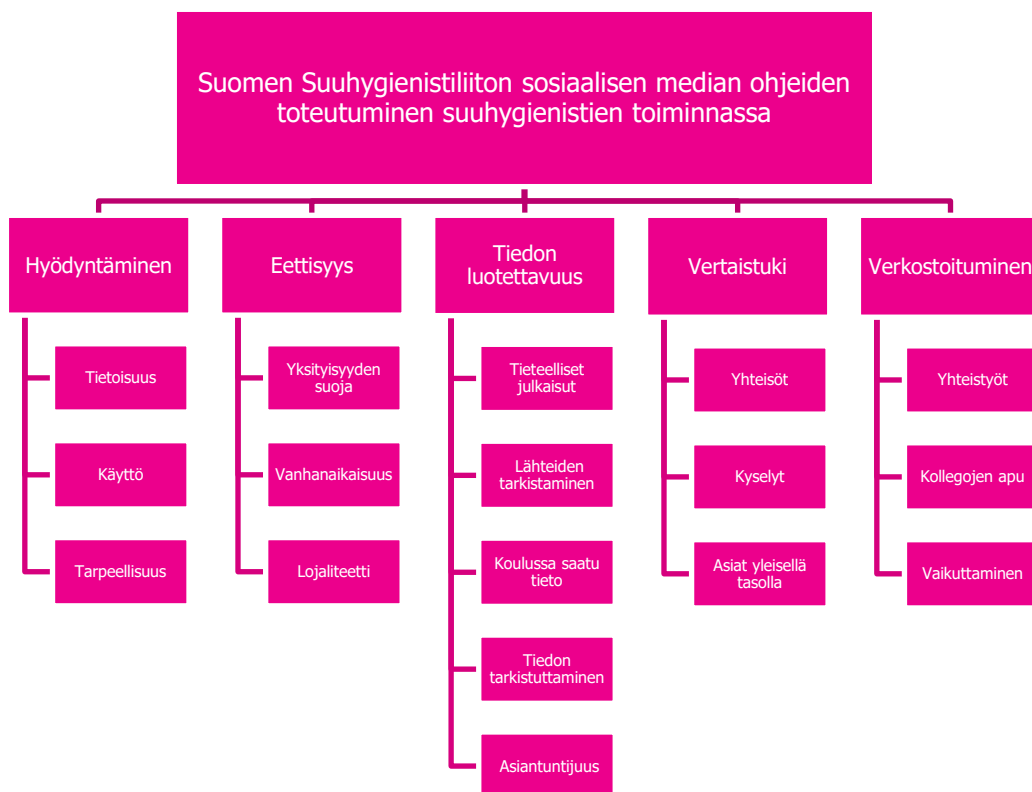 Suomen Suuhygienistiliiton sosiaalisen median ohjeiden
toteutuminen suuhygienistien toiminnassa
Hyödyntäminen
Tietoisuus
Käyttö
Tarpeellisuus
Eettisyys
Yksityisyyden
suoja
Vanhanaikaisuus
Lojaliteetti
Tiedon
luotettavuus
Tieteelliset
julkaisut
Lähteiden
tarkistaminen
Koulussa saatu
tieto
Tiedon
tarkistuttaminen
Asiantuntijuus
Vertaistuki
Yhteisöt
Kyselyt
Asiat yleisellä
tasolla
Verkostoituminen
Yhteistyöt
Kollegojen apu
Vaikuttaminen